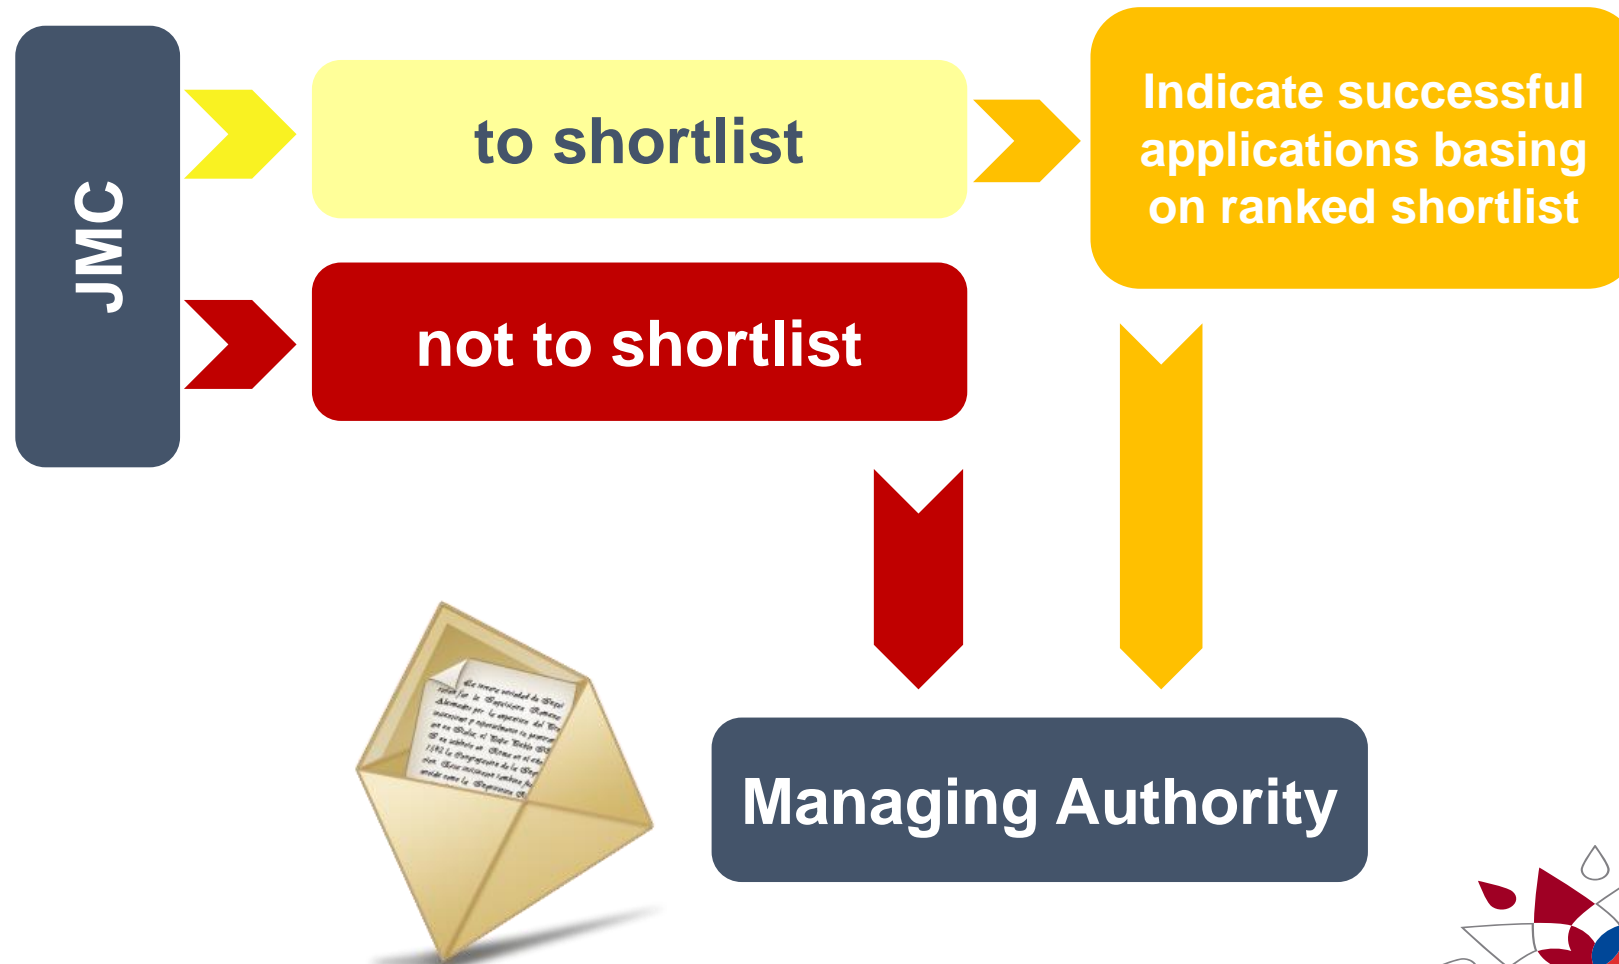 JMC
to shortlist
Indicate successful
applications basing
on ranked shortlist
not to shortlist
Managing Authority